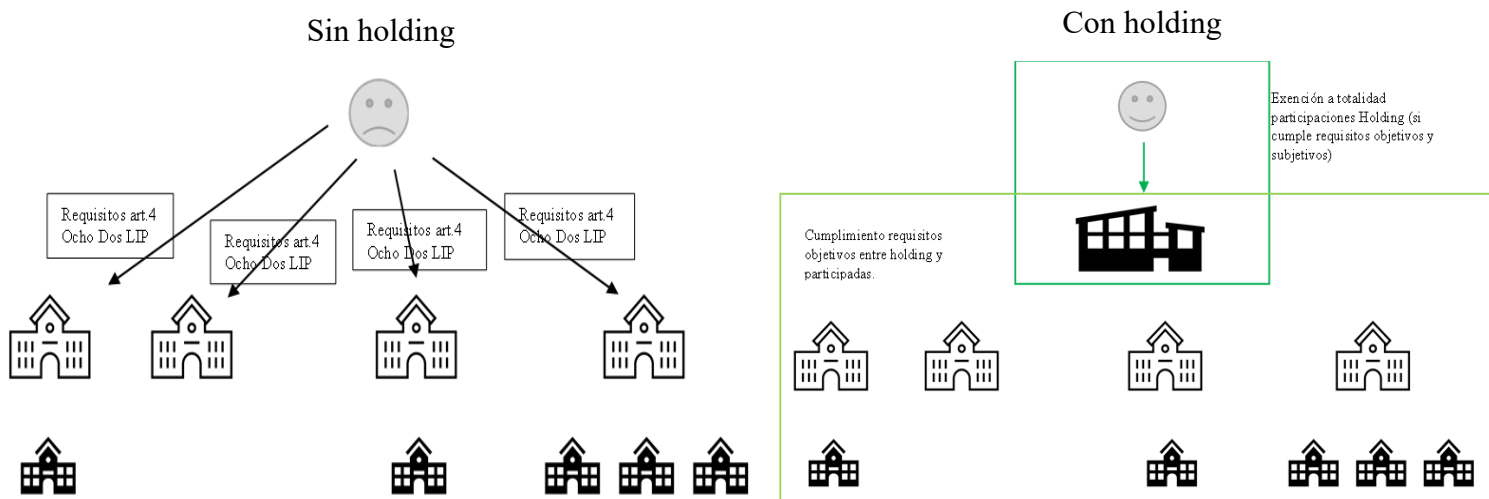 Sin holding
Requisitos art.4
Ocho Dos LIP
Requisitos art.4
Ocho Dos LIP
Requisitos art.4
Ocho Dos LIP
Requisitos art.4
Ocho Dos LIP
Con holding
Exención a totalidad
participaciones Holding (si
cumple requisitos objetivos y
subjetivos)
Cumplimiento requisitos
objetivos entre holding y
participadas.